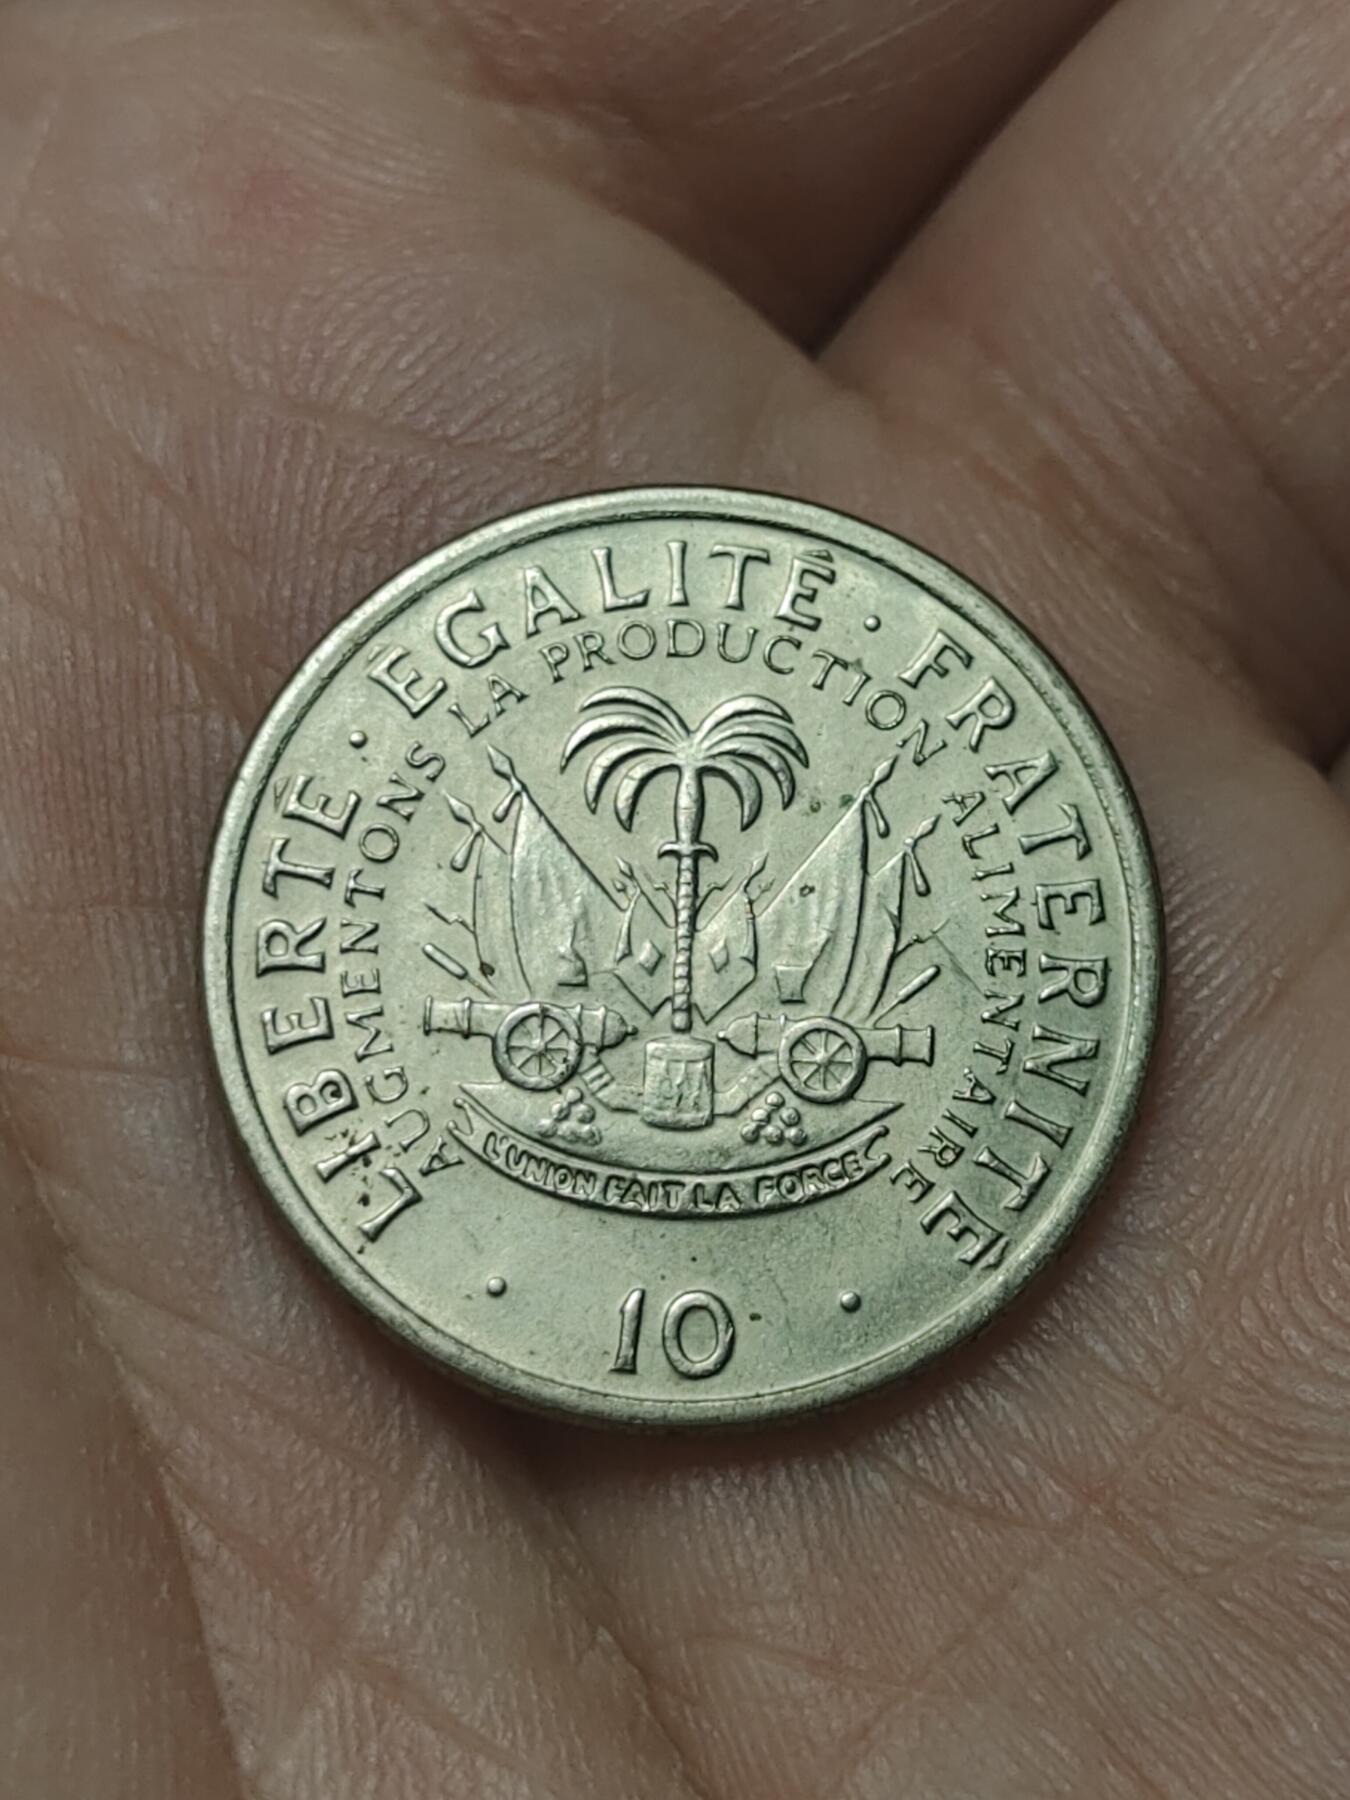 LIBERTÉ · ÉGALITÉ · FRATERNITÉ
AUGMENTONS LA PRODUCTION ALIMENTAIRE
L'UNION FAIT LA FORCE
· 10 ·